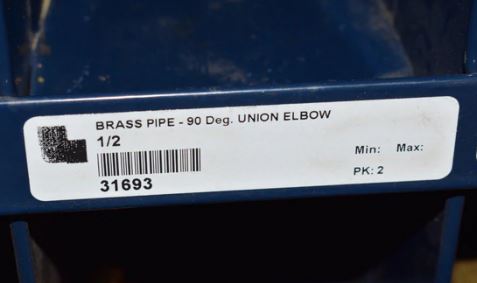 BRASS PIPE - 90 Deg. UNION ELBOW
1/2
Min: Max:
31693
PK: 2